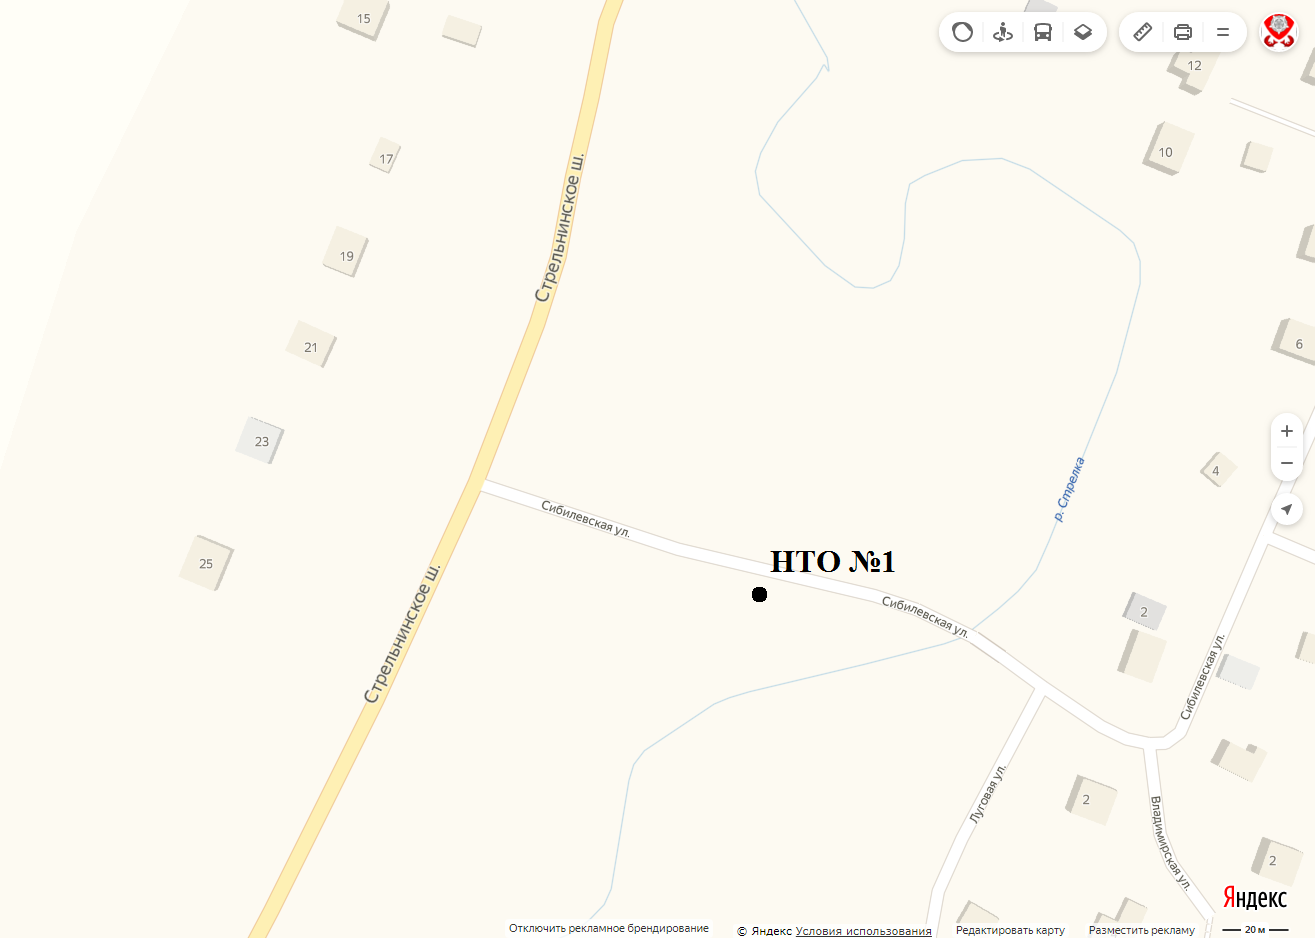 15
12
17
10
Стрельнинское ш.
19
21
6
23
4
р. Стрелка
Сибилевская ул.
НТО №1
25
Сибилевская ул.
2
Стрельнинское ш.
Сибилевская ул.
Луговая ул.
2
Владимирская ул.
2
Яндекс
Отключить рекламное брендирование
© Яндекс Условия использования
Редактировать карту
Разместить рекламу
20 м